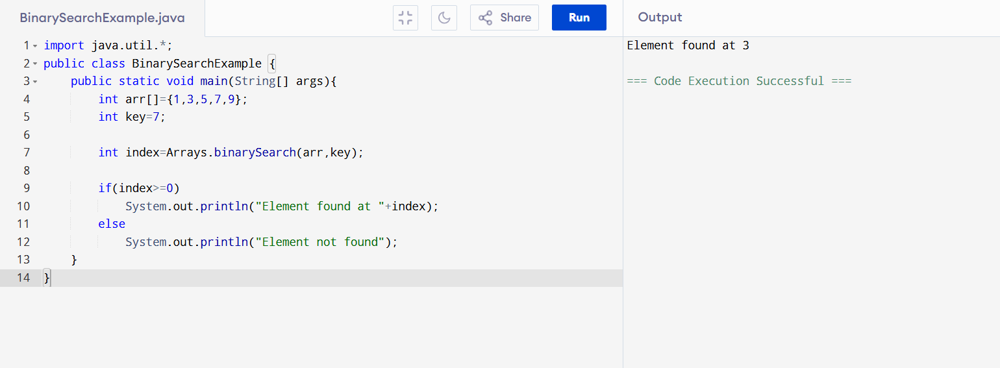 BinarySearchExample.java
Share
Run
Output
1 import java.util.*;
2 public class BinarySearchExample {
3     public static void main(String[] args){
4         int arr[]={1,3,5,7,9};
5         int key=7;
6
7         int index=Arrays.binarySearch(arr,key);
8
9         if(index>=0)
10             System.out.println("Element found at "+index);
11         else
12             System.out.println("Element not found");
13     }
14 }
Element found at 3
=== Code Execution Successful ===